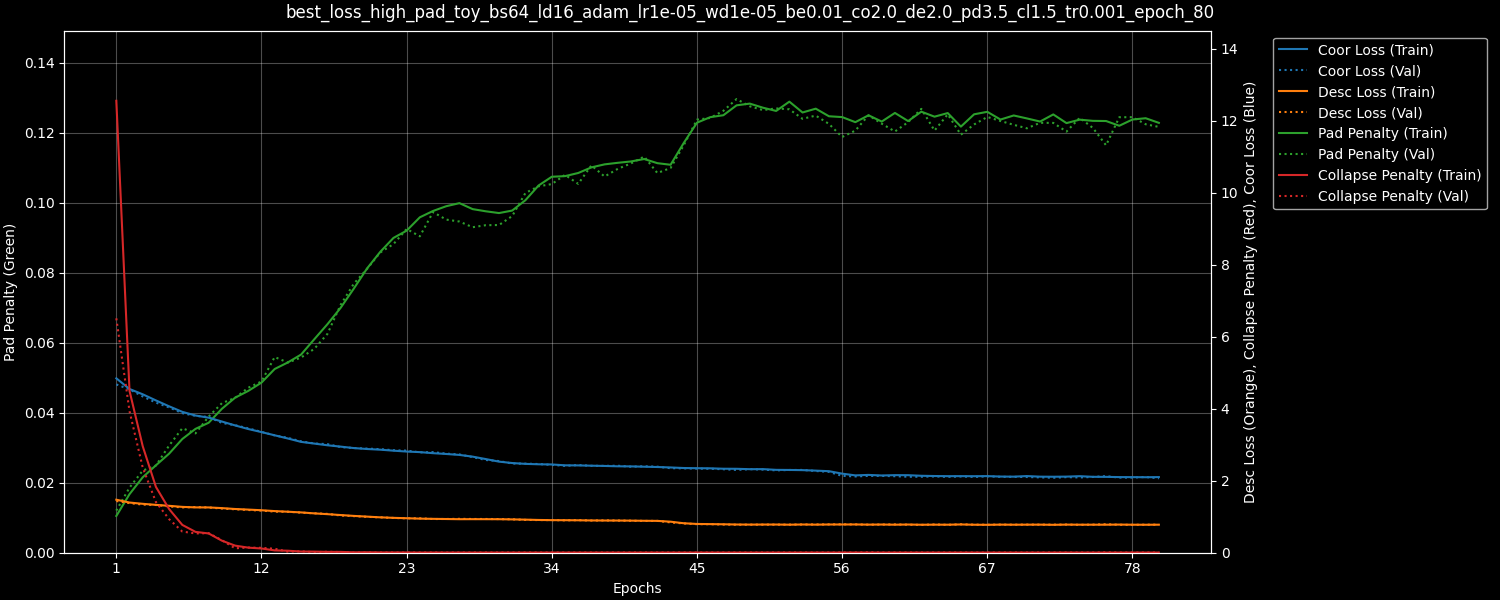 best_loss_high_pad_toy_bs64_ld16_adam_lr1e-05_wd1e-05_be0.01_co2.0_de2.0_pd3.5_cl1.5_tr0.001_epoch_80
Pad Penalty (Green)
0.14
0.12
0.10
0.08
0.06
0.04
0.02
0.00
1
12
23
34
45
56
67
78
Epochs
14
12
10
8
6
4
2
0
Desc Loss (Orange), Collapse Penalty (Red), Coor Loss (Blue)
Coor Loss (Train)
Coor Loss (Val)
Desc Loss (Train)
Desc Loss (Val)
Pad Penalty (Train)
Pad Penalty (Val)
Collapse Penalty (Train)
Collapse Penalty (Val)